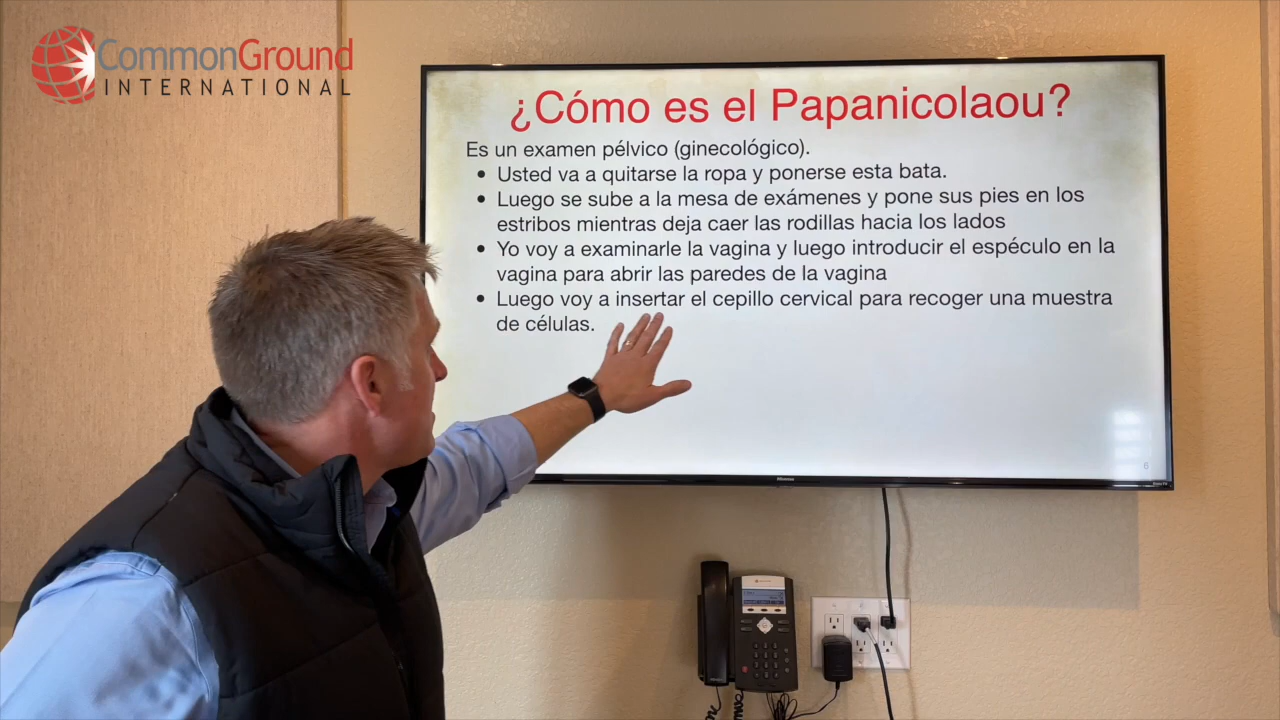 CommonGround
INTERNATIONAL
¿Cómo es el Papanicolaou?
Es un examen pélvico (ginecológico).
• Usted va a quitarse la ropa y ponerse esta bata.
• Luego se sube a la mesa de exámenes y pone sus pies en los
estribos mientras deja caer las rodillas hacia los lados
• Yo voy a examinarle la vagina y luego introducir el espéculo en la
vagina para abrir las paredes de la vagina
• Luego voy a insertar el cepillo cervical para recoger una muestra
de células.
6
Hisense